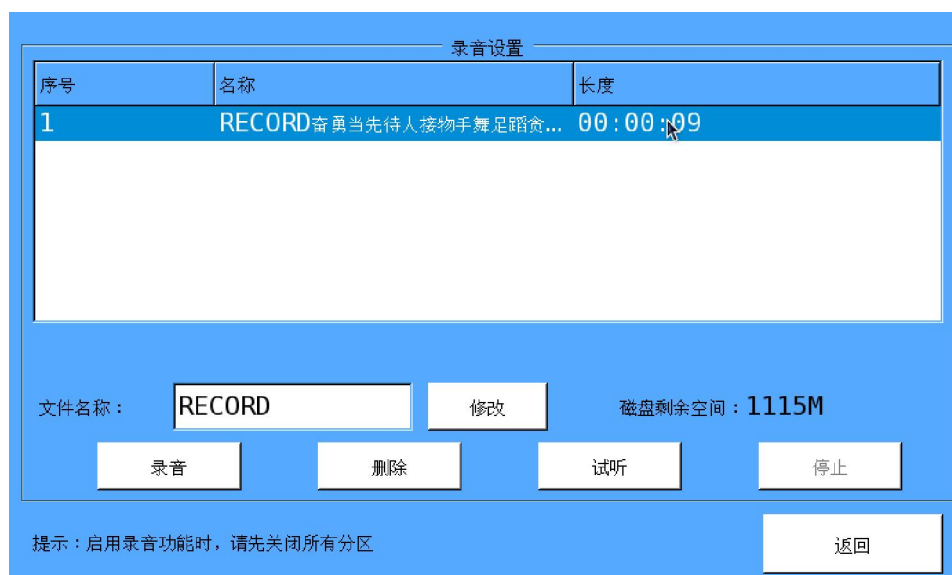 录音设置
序号 名称 长度
1 RECORD奋勇当先待人接物手舞足蹈贪... 00:00:09
文件名称： RECORD 修改 磁盘剩余空间：1115M
录音 删除 试听 停止
提示：启用录音功能时，请先关闭所有分区
返回